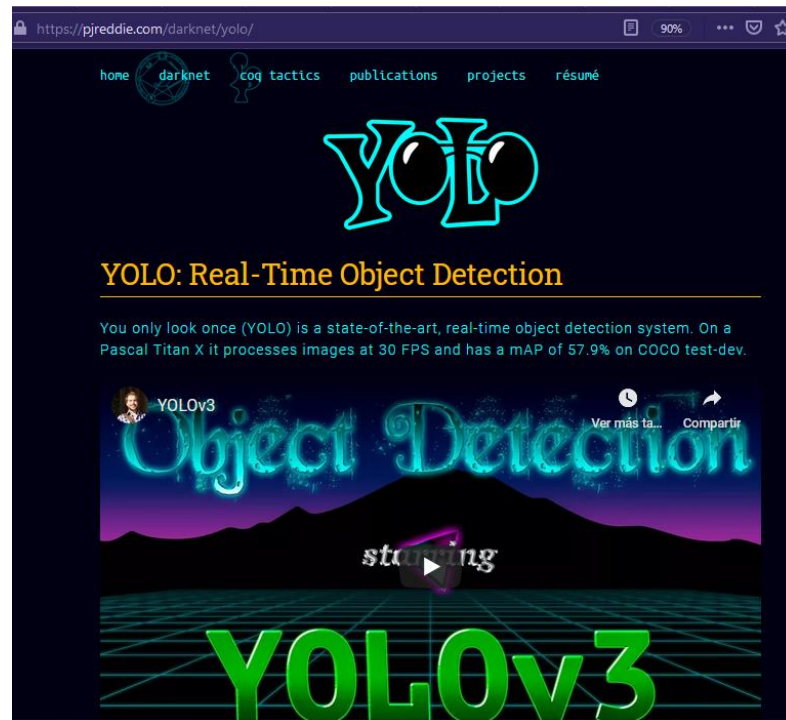 https://pjreddie.com/darknet/yolo/ 90%
home darknet coq tactics publications projects résumé
YOLO
YOLO: Real-Time Object Detection
You only look once (YOLO) is a state-of-the-art, real-time object detection system. On a
Pascal Titan X it processes images at 30 FPS and has a mAP of 57.9% on COCO test-dev.
YOLOv3
Ver más ta... Compartir
Object Detection
starring
YOLOv3